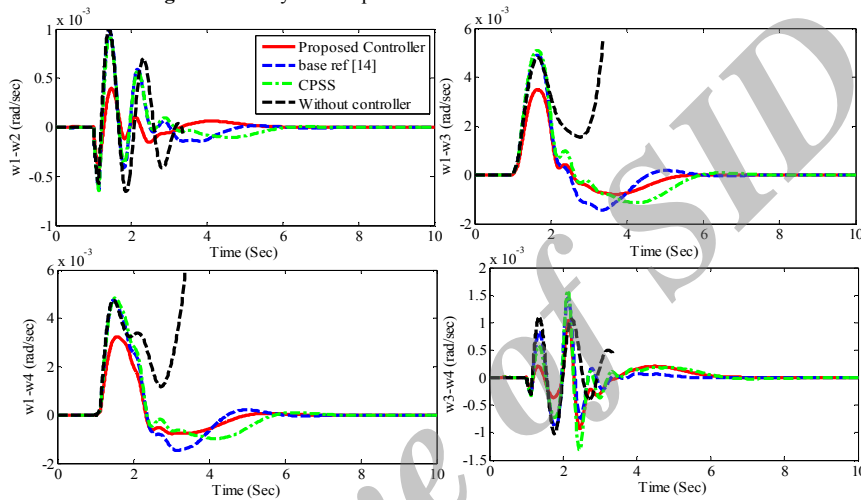 x 10⁻³
1
0.5
0
-0.5
-1
w1-w2 (rad/sec)
0 2 4 6 8 10
Time (Sec)
Proposed Controller
base ref [14]
CPSS
Without controller
x 10⁻³
6
4
2
0
-2
w1-w3 (rad/sec)
0 2 4 6 8 10
Time (Sec)
x 10⁻³
6
4
2
0
-2
w1-w4 (rad/sec)
0 2 4 6 8 10
Time (Sec)
x 10⁻³
2
1.5
1
0.5
0
-0.5
-1
-1.5
w3-w4 (rad/sec)
0 2 4 6 8 10
Time (Sec)
of SID